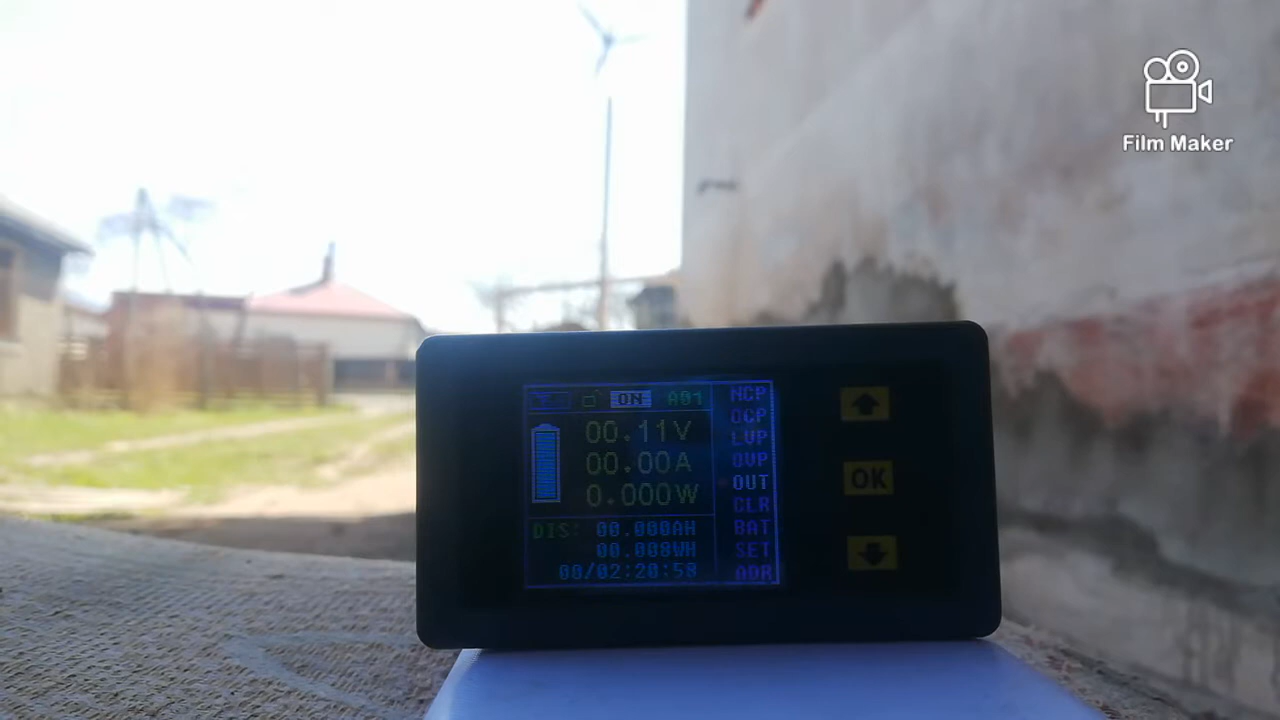 Film Maker
ON A01
00.11V
00.00A
0.000W
DIS: 00.000AH
00.008WH
00/02:20:58
NCP
OCP
LVP
OVP
OUT
CLR
BAT
SET
ADR
OK